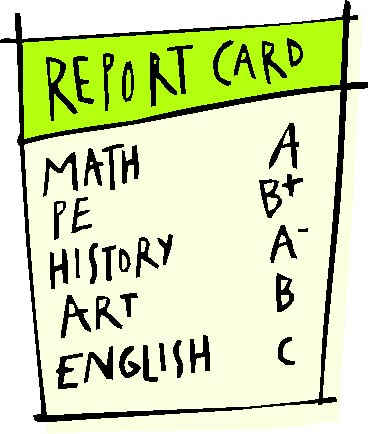 REPORT CARD
MATH A
PE B+
HISTORY A-
ART B
ENGLISH C